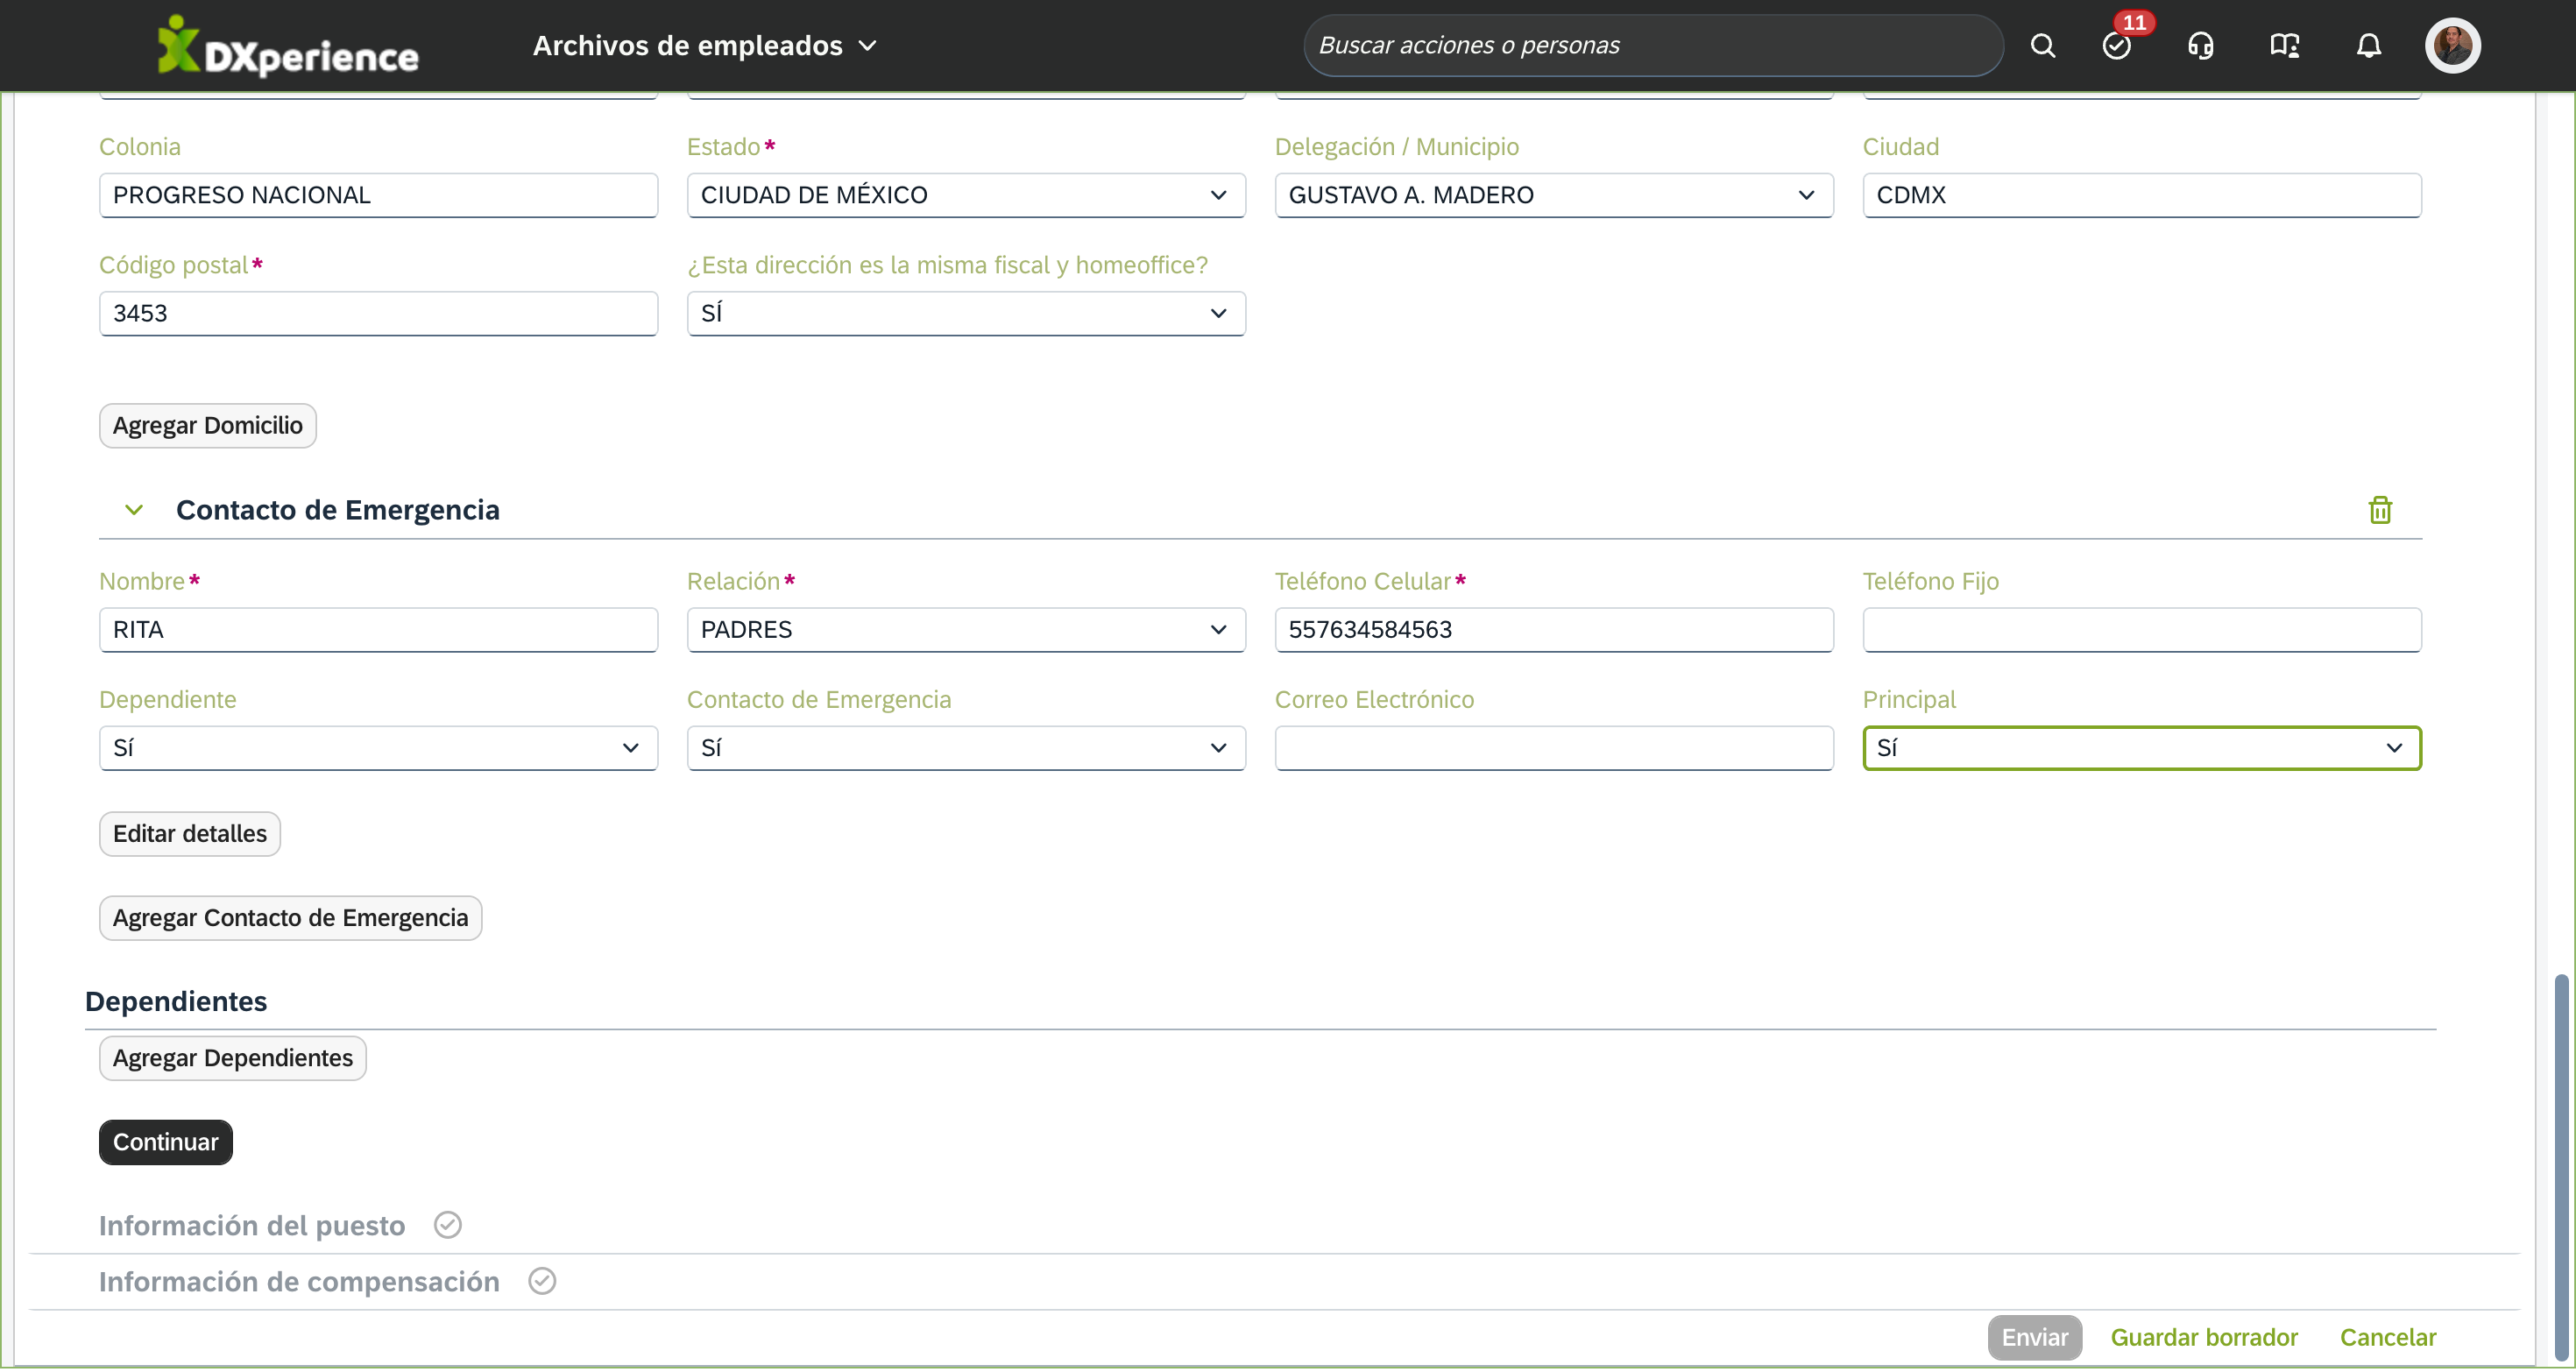 DXperience
Archivos de empleados
Buscar acciones o personas
11
Colonia
Estado*
Delegación / Municipio
Ciudad
PROGRESO NACIONAL
CIUDAD DE MÉXICO
GUSTAVO A. MADERO
CDMX
Código postal*
¿Esta dirección es la misma fiscal y homeoffice?
3453
SÍ
Agregar Domicilio
Contacto de Emergencia
Nombre*
Relación*
Teléfono Celular*
Teléfono Fijo
RITA
PADRES
557634584563
Dependiente
Contacto de Emergencia
Correo Electrónico
Principal
Sí
Sí
Sí
Editar detalles
Agregar Contacto de Emergencia
Dependientes
Agregar Dependientes
Continuar
Información del puesto
Información de compensación
Enviar
Guardar borrador
Cancelar